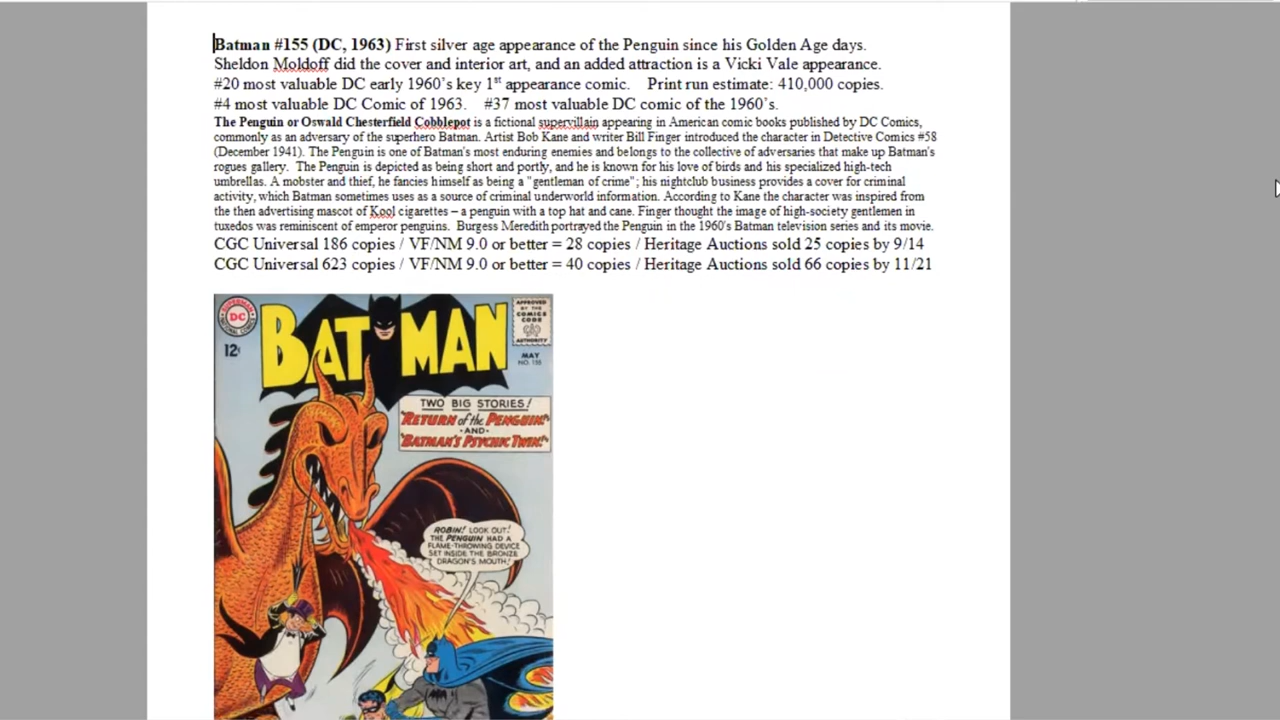 Batman #155 (DC, 1963) First silver age appearance of the Penguin since his Golden Age days.
Sheldon Moldoff did the cover and interior art, and an added attraction is a Vicki Vale appearance.
#20 most valuable DC early 1960's key 1st appearance comic. Print run estimate: 410,000 copies.
#4 most valuable DC Comic of 1963. #37 most valuable DC comic of the 1960's.
The Penguin or Oswald Chesterfield Cobblepot is a fictional supervillain appearing in American comic books published by DC Comics,
commonly as an adversary of the superhero Batman. Artist Bob Kane and writer Bill Finger introduced the character in Detective Comics #58
(December 1941). The Penguin is one of Batman's most enduring enemies and belongs to the collective of adversaries that make up Batman's
rogues gallery. The Penguin is depicted as being short and portly, and he is known for his love of birds and his specialized high-tech
umbrellas. A mobster and thief, he fancies himself as being a "gentleman of crime"; his nightclub business provides a cover for criminal
activity, which Batman sometimes uses as a source of criminal underworld information. According to Kane the character was inspired from
the then advertising mascot of Kool cigarettes – a penguin with a top hat and cane. Finger thought the image of high-society gentlemen in
tuxedos was reminiscent of emperor penguins. Burgess Meredith portrayed the Penguin in the 1960's Batman television series and its movie.
CGC Universal 186 copies / VF/NM 9.0 or better = 28 copies / Heritage Auctions sold 25 copies by 9/14
CGC Universal 623 copies / VF/NM 9.0 or better = 40 copies / Heritage Auctions sold 66 copies by 11/21
SUPERMAN
DC
NATIONAL COMICS
12¢
BATMAN
APPROVED
BY THE
COMICS
CODE
AUTHORITY
MAY
NO. 155
TWO BIG STORIES!
"RETURN of the PENGUIN!"
-AND-
"BATMAN'S PSYCHIC TWIN!"
ROBIN! LOOK OUT!
THE PENGUIN HAD A
FLAME-THROWING DEVICE
SET INSIDE THE BRONZE
DRAGON'S MOUTH!